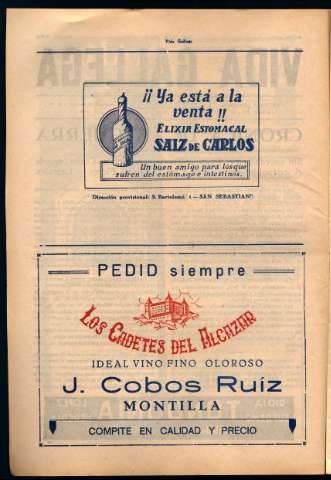 Vida Gallega
¡¡Ya está a la
venta!!
ELIXIR ESTOMACAL
SAIZ DE CARLOS
Un buen amigo para los que
sufren del estómago e intestinos.
Dirección provisional: S. Bartolomé, 1 — SAN SEBASTIAN
PEDID siempre
LOS CADETES DEL ALCAZAR
IDEAL VINO FINO OLOROSO
J. Cobos Ruíz
MONTILLA
COMPITE EN CALIDAD Y PRECIO